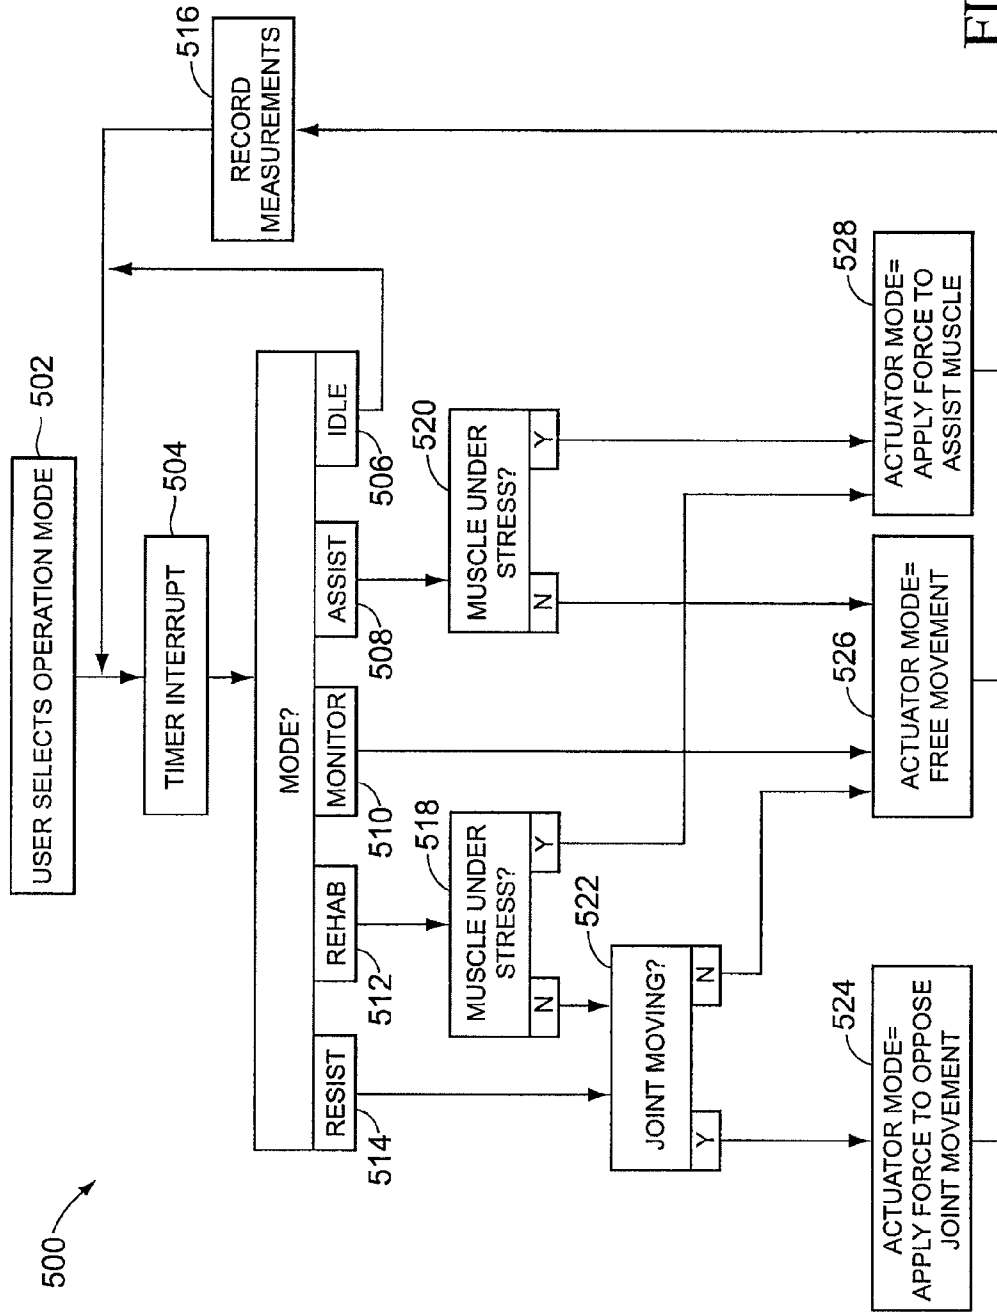 500
USER SELECTS OPERATION MODE
502
TIMER INTERRUPT
504
RECORD
MEASUREMENTS
516
MODE?
RESIST
REHAB
MONITOR
ASSIST
IDLE
514
512
510
508
506
MUSCLE UNDER
STRESS?
N
Y
518
MUSCLE UNDER
STRESS?
N
Y
520
JOINT MOVING?
Y
N
522
ACTUATOR MODE=
APPLY FORCE TO OPPOSE
JOINT MOVEMENT
524
ACTUATOR MODE=
FREE MOVEMENT
526
ACTUATOR MODE=
APPLY FORCE TO
ASSIST MUSCLE
528